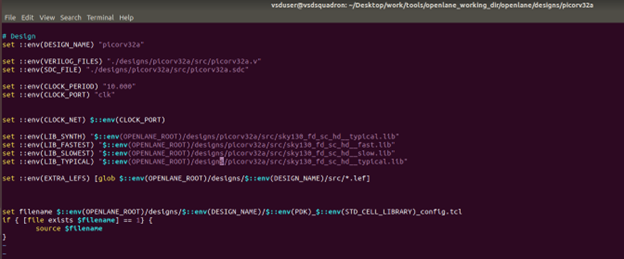 vsduser@vsdsquadron: ~/Desktop/work/tools/openlane_working_dir/openlane/designs/picorv32a
File Edit View Search Terminal Help
# Design
set ::env(DESIGN_NAME) "picorv32a"
set ::env(VERILOG_FILES) "./designs/picorv32a/src/picorv32a.v"
set ::env(SDC_FILE) "./designs/picorv32a/src/picorv32a.sdc"
set ::env(CLOCK_PERIOD) "10.000"
set ::env(CLOCK_PORT) "clk"
set ::env(CLOCK_NET) $::env(CLOCK_PORT)
set ::env(LIB_SYNTH) "$::env(OPENLANE_ROOT)/designs/picorv32a/src/sky130_fd_sc_hd__typical.lib"
set ::env(LIB_FASTEST) "$::env(OPENLANE_ROOT)/designs/picorv32a/src/sky130_fd_sc_hd__fast.lib"
set ::env(LIB_SLOWEST) "$::env(OPENLANE_ROOT)/designs/picorv32a/src/sky130_fd_sc_hd__slow.lib"
set ::env(LIB_TYPICAL) "$::env(OPENLANE_ROOT)/designs/picorv32a/src/sky130_fd_sc_hd__typical.lib"
set ::env(EXTRA_LEFS) [glob $::env(OPENLANE_ROOT)/designs/$::env(DESIGN_NAME)/src/*.lef]
set filename $::env(OPENLANE_ROOT)/designs/$::env(DESIGN_NAME)/$::env(PDK)_$::env(STD_CELL_LIBRARY)_config.tcl
if { [file exists $filename] == 1} {
source $filename
}
~
~